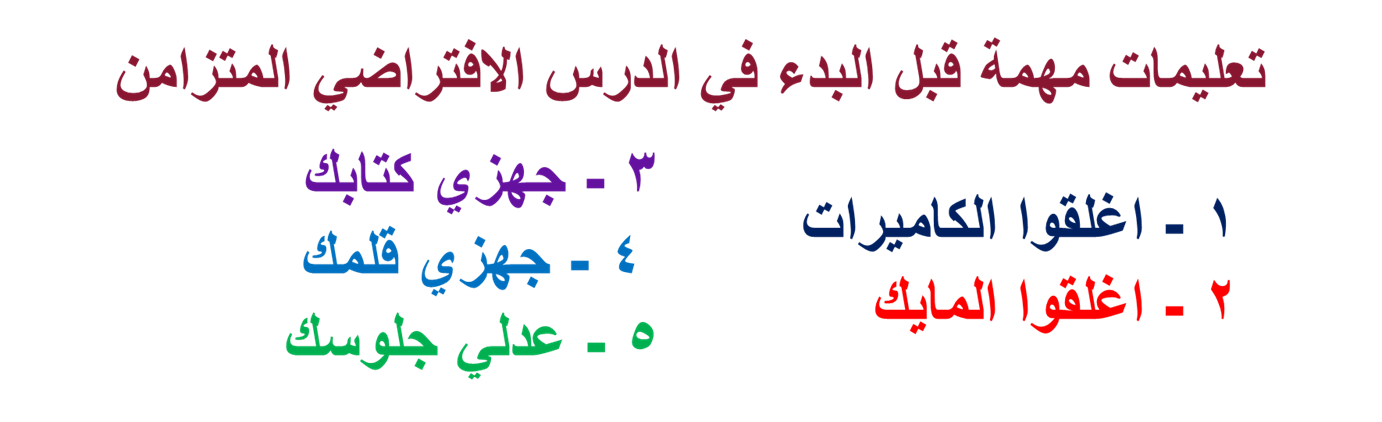 تعليمات مهمة قبل البدء في الدرس الافتراضي المتزامن
١ - اغلقوا الكاميرات
٢ - اغلقوا المايك
٣ - جهزي كتابك
٤ - جهزي قلمك
٥ - عدلي جلوسك